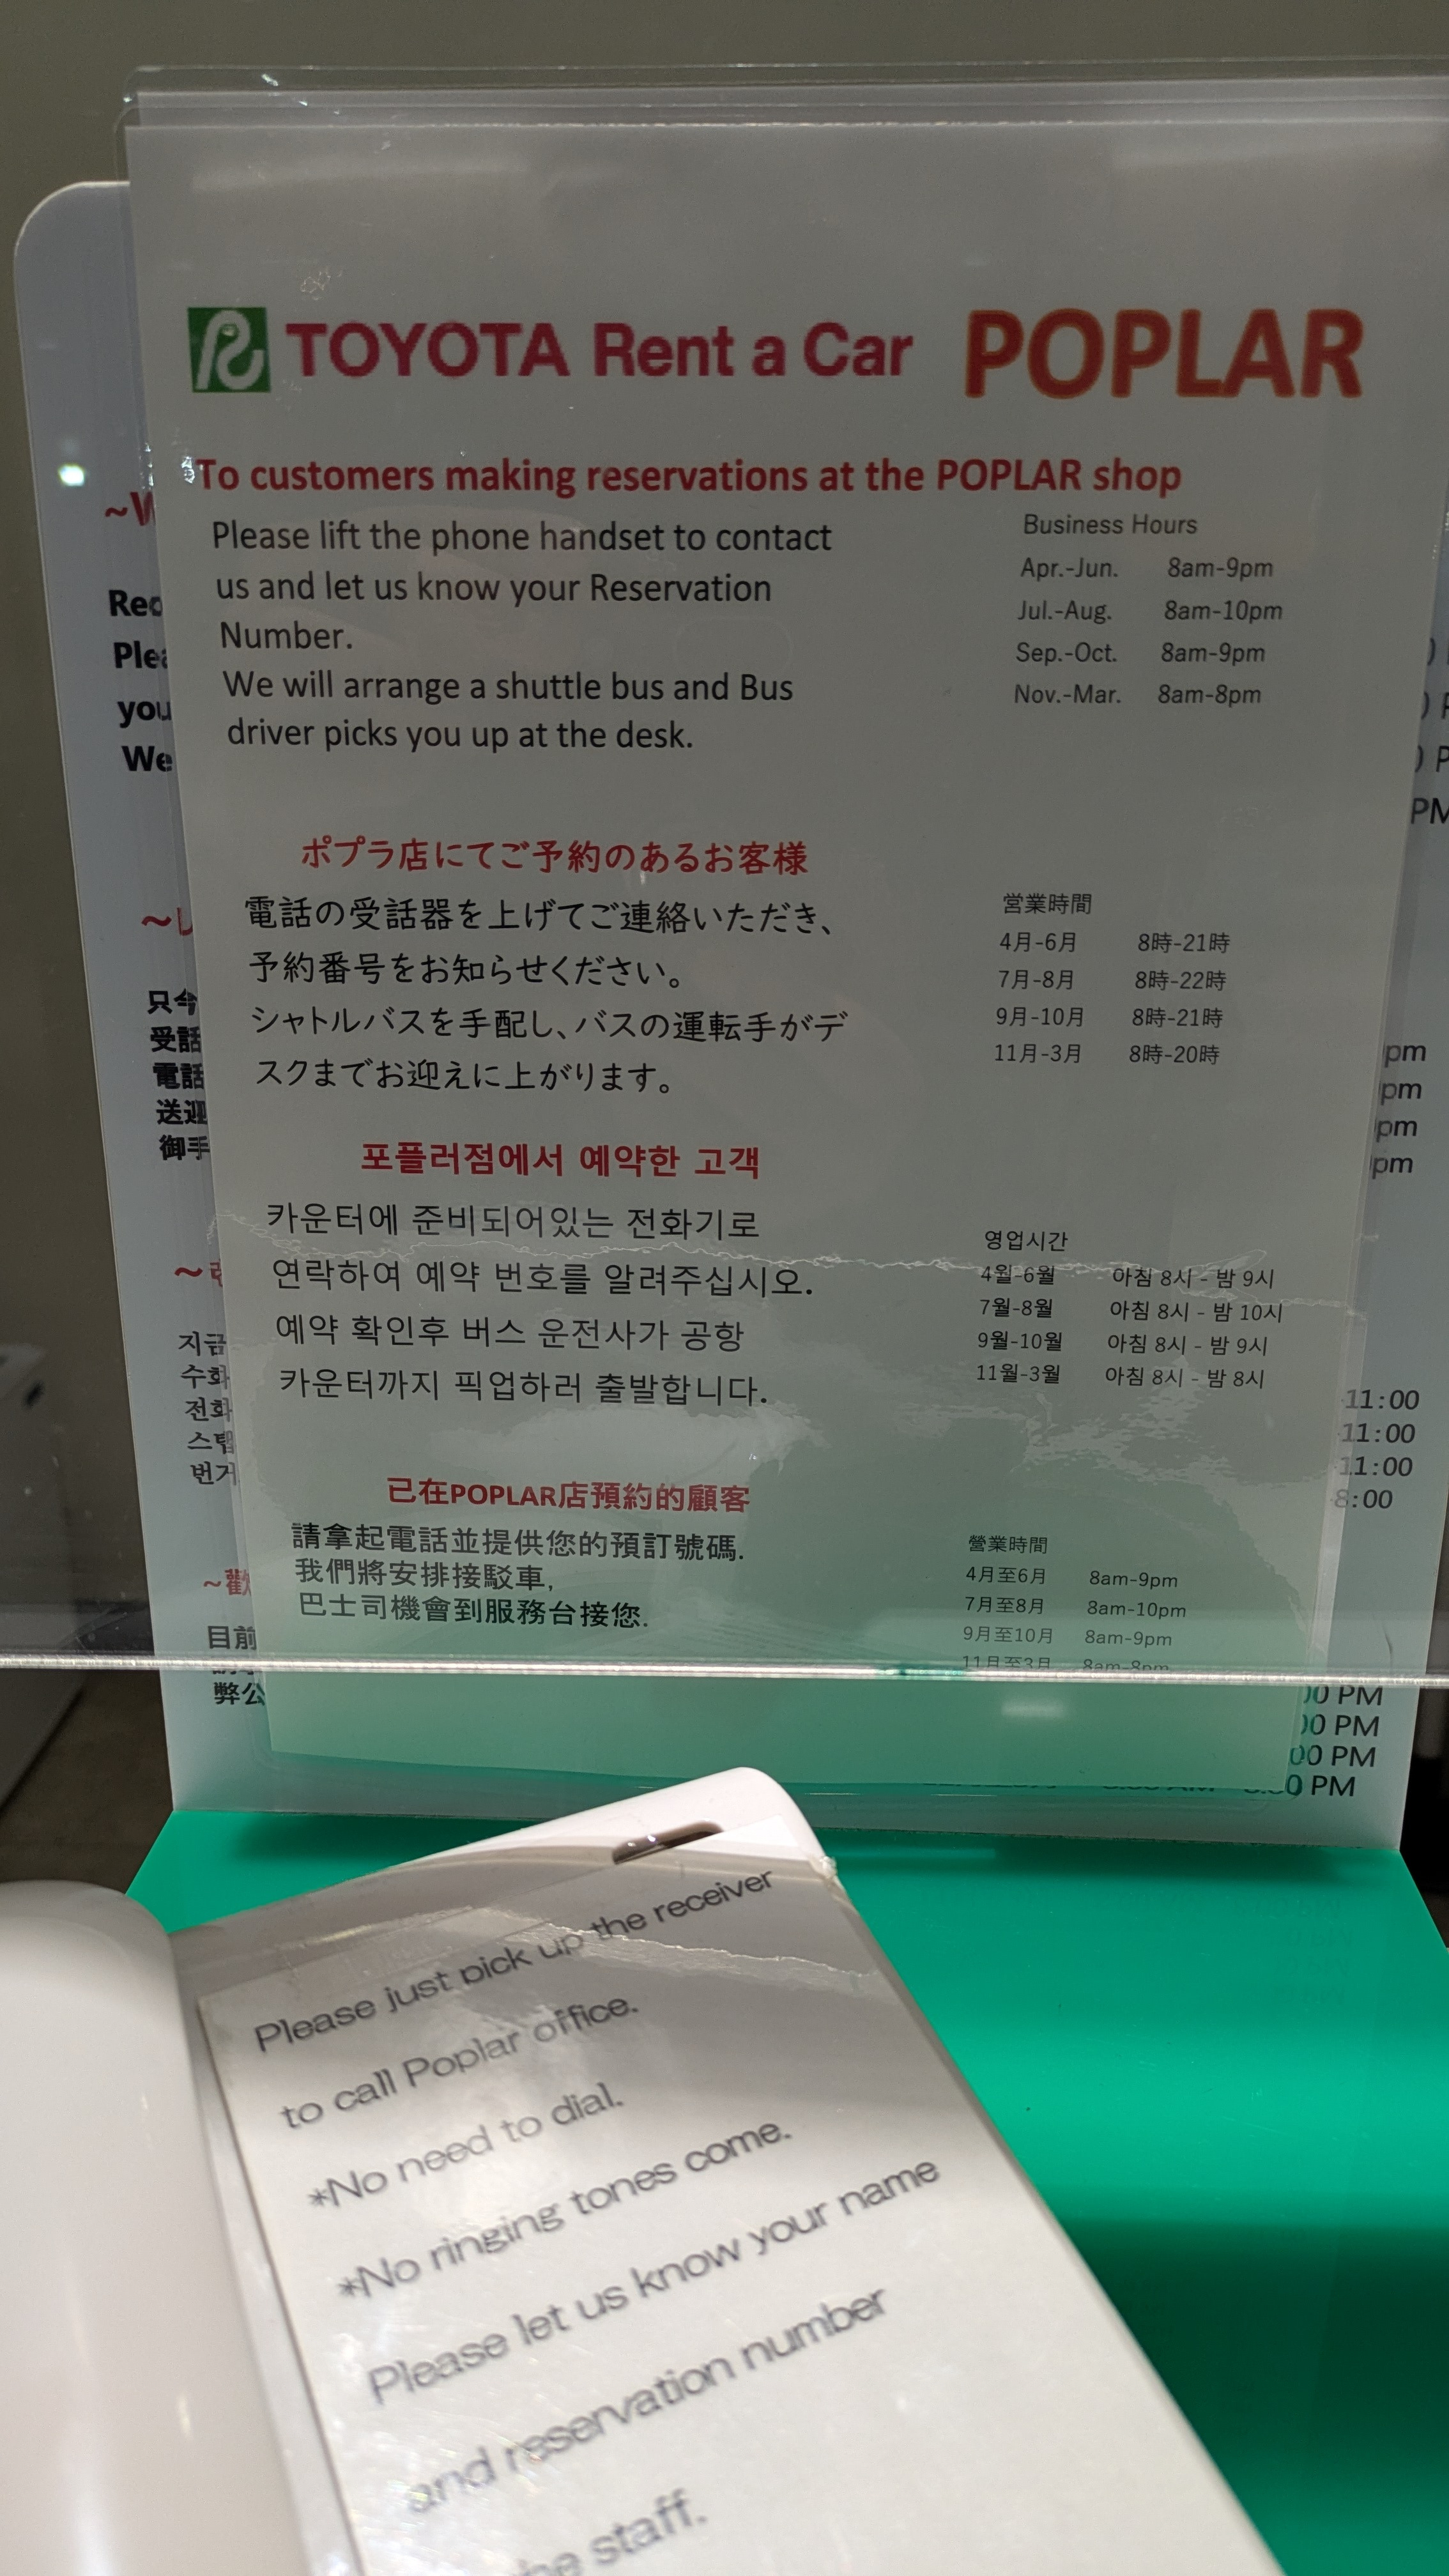 TOYOTA Rent a Car POPLAR
To customers making reservations at the POPLAR shop
Please lift the phone handset to contact
us and let us know your Reservation
Number.
We will arrange a shuttle bus and Bus
driver picks you up at the desk.
Business Hours
Apr.-Jun. 8am-9pm
Jul.-Aug. 8am-10pm
Sep.-Oct. 8am-9pm
Nov.-Mar. 8am-8pm
ポプラ店にてご予約のあるお客様
電話の受話器を上げてご連絡いただき、
予約番号をお知らせください。
シャトルバスを手配し、バスの運転手がデ
スクまでお迎えに上がります。
営業時間
4月-6月 8時-21時
7月-8月 8時-22時
9月-10月 8時-21時
11月-3月 8時-20時
포플러점에서 예약한 고객
카운터에 준비되어있는 전화기로
연락하여 예약 번호를 알려주십시오.
예약 확인후 버스 운전사가 공항
카운터까지 픽업하러 출발합니다.
영업시간
4월-6월 아침 8시 - 밤 9시
7월-8월 아침 8시 - 밤 10시
9월-10월 아침 8시 - 밤 9시
11월-3월 아침 8시 - 밤 8시
已在POPLAR店預約的顧客
請拿起電話並提供您的預訂號碼.
我們將安排接駁車,
巴士司機會到服務台接您.
營業時間
4月至6月 8am-9pm
7月至8月 8am-10pm
9月至10月 8am-9pm
11月至3月 8am-8pm
Please just pick up the receiver
to call Poplar office.
*No need to dial.
*No ringing tones come.
Please let us know your name
and reservation number
staff.